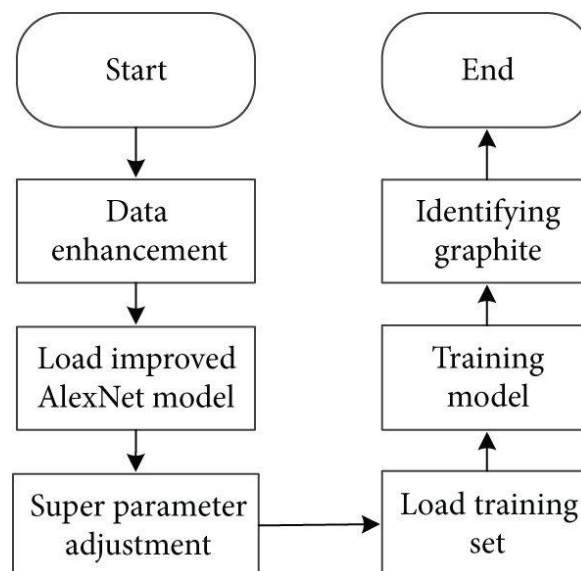 Start
Data
enhancement
Load improved
AlexNet model
Super parameter
adjustment
Load training
set
Training
model
Identifying
graphite
End